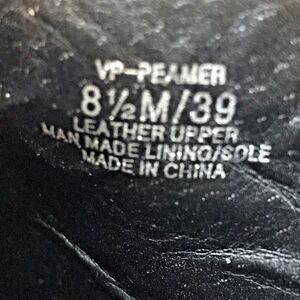 VP-PEAMER
8½M/39
LEATHER UPPER
MAN MADE LINING/SOLE
MADE IN CHINA